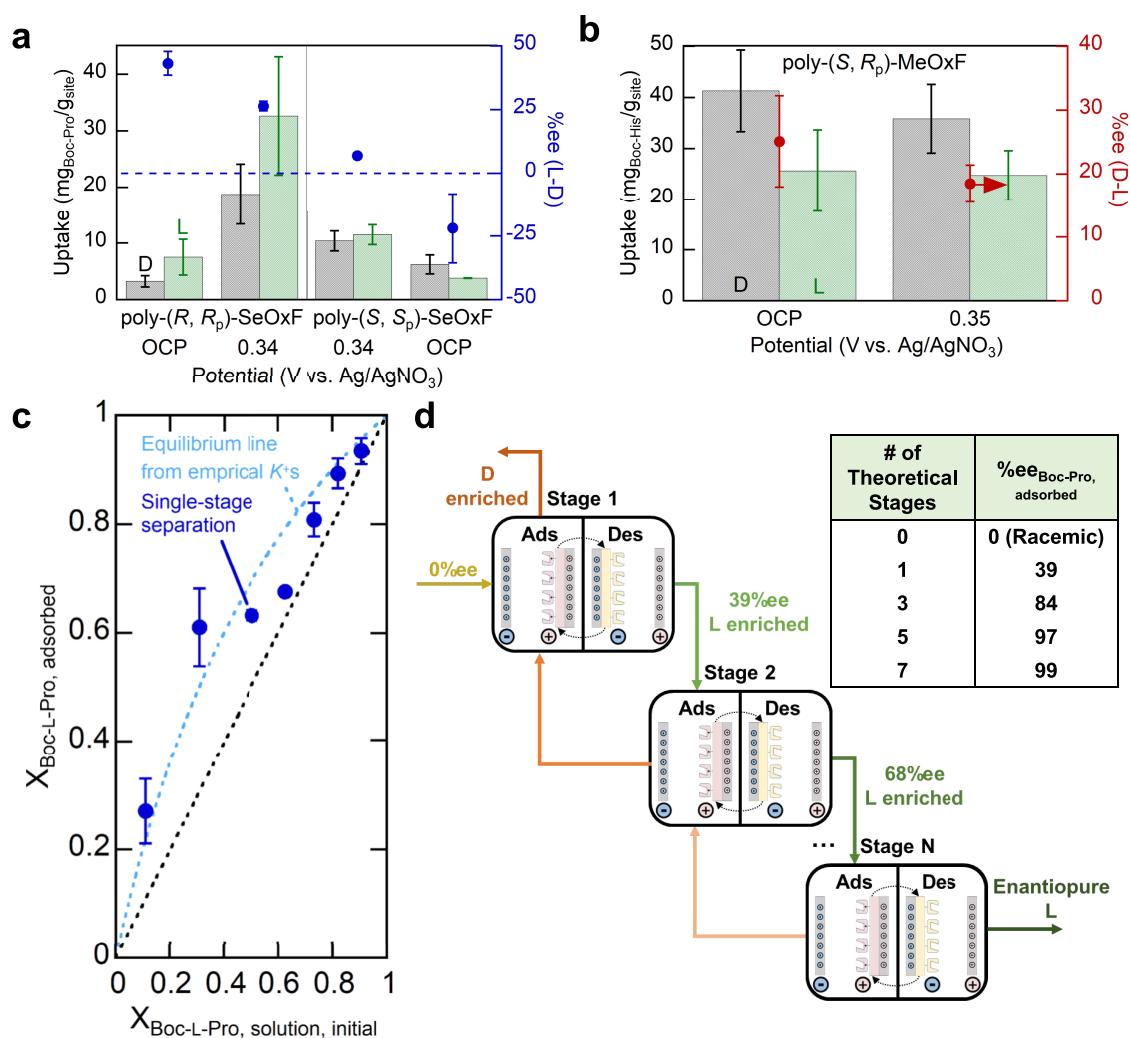 a
Uptake (mgBoc-Pro/gsite)
40
30
20
10
0
D
L
50
25
0
-25
-50
%ee (L-D)
poly-(R, Rp)-SeOxF
poly-(S, Sp)-SeOxF
OCP
0.34
0.34
OCP
Potential (V vs. Ag/AgNO3)
b
Uptake (mgBoc-His/gsite)
50
40
30
20
10
0
poly-(S, Rp)-MeOxF
D
L
40
30
20
10
0
%ee (D-L)
OCP
0.35
Potential (V vs. Ag/AgNO3)
c
XBoc-L-Pro, adsorbed
1
0.8
0.6
0.4
0.2
0
Equilibrium line
from emprical K+s
Single-stage
separation
0
0.2
0.4
0.6
0.8
1
XBoc-L-Pro, solution, initial
d
D
enriched
Stage 1
Ads
Des
0%ee
39%ee
L enriched
Stage 2
Ads
Des
68%ee
L enriched
...
Stage N
Ads
Des
Enantiopure
L
# of
Theoretical
Stages
%eeBoc-Pro,
adsorbed
0
0 (Racemic)
1
39
3
84
5
97
7
99